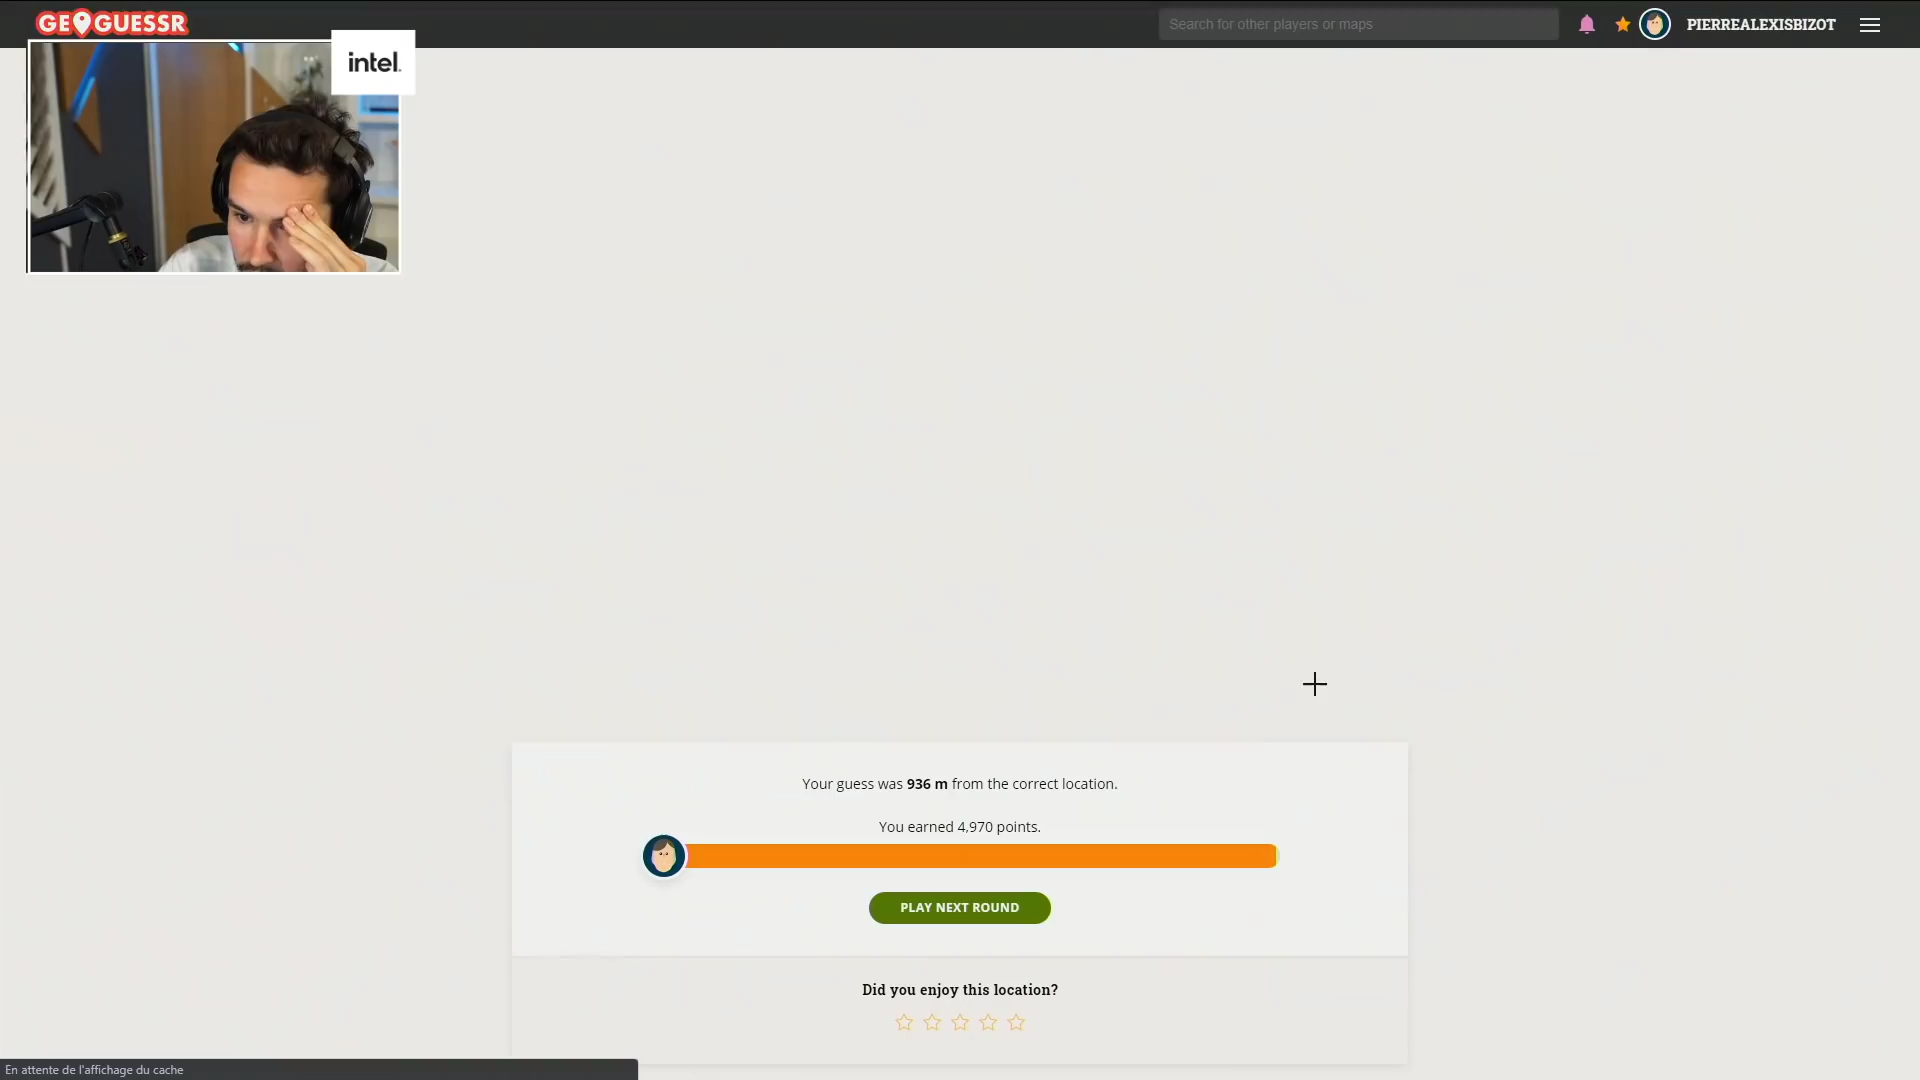 GEOGUESSR
Search for other players or maps
PIERREALEXISBIZOT
intel.
Your guess was 936 m from the correct location.
You earned 4,970 points.
PLAY NEXT ROUND
Did you enjoy this location?
En attente de l'affichage du cache